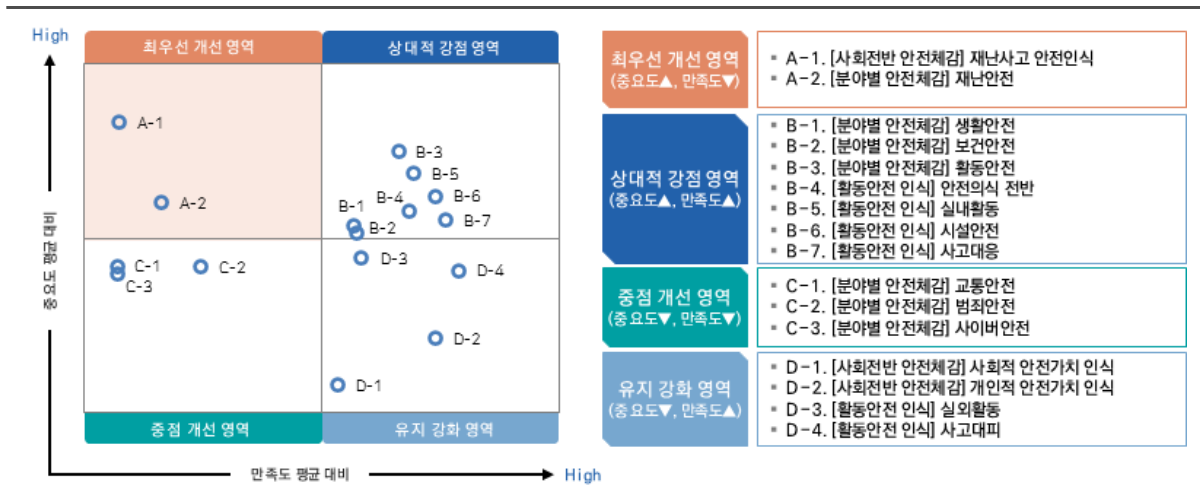 High
최우선 개선 영역
상대적 강점 영역
A-1
A-2
B-3
B-5
B-4
B-6
B-1
B-7
B-2
D-3
D-4
C-1
C-2
C-3
D-2
D-1
중점 개선 영역
유지 강화 영역
중요도 평균 대비
만족도 평균 대비
High
최우선 개선 영역
(중요도▲, 만족도▼)
▪ A-1. [사회전반 안전체감] 재난사고 안전인식
▪ A-2. [분야별 안전체감] 재난안전
상대적 강점 영역
(중요도▲, 만족도▲)
▪ B-1. [분야별 안전체감] 생활안전
▪ B-2. [분야별 안전체감] 보건안전
▪ B-3. [분야별 안전체감] 활동안전
▪ B-4. [활동안전 인식] 안전의식 전반
▪ B-5. [활동안전 인식] 실내활동
▪ B-6. [활동안전 인식] 시설안전
▪ B-7. [활동안전 인식] 사고대응
중점 개선 영역
(중요도▼, 만족도▼)
▪ C-1. [분야별 안전체감] 교통안전
▪ C-2. [분야별 안전체감] 범죄안전
▪ C-3. [분야별 안전체감] 사이버안전
유지 강화 영역
(중요도▼, 만족도▲)
▪ D-1. [사회전반 안전체감] 사회적 안전가치 인식
▪ D-2. [사회전반 안전체감] 개인적 안전가치 인식
▪ D-3. [활동안전 인식] 실외활동
▪ D-4. [활동안전 인식] 사고대피